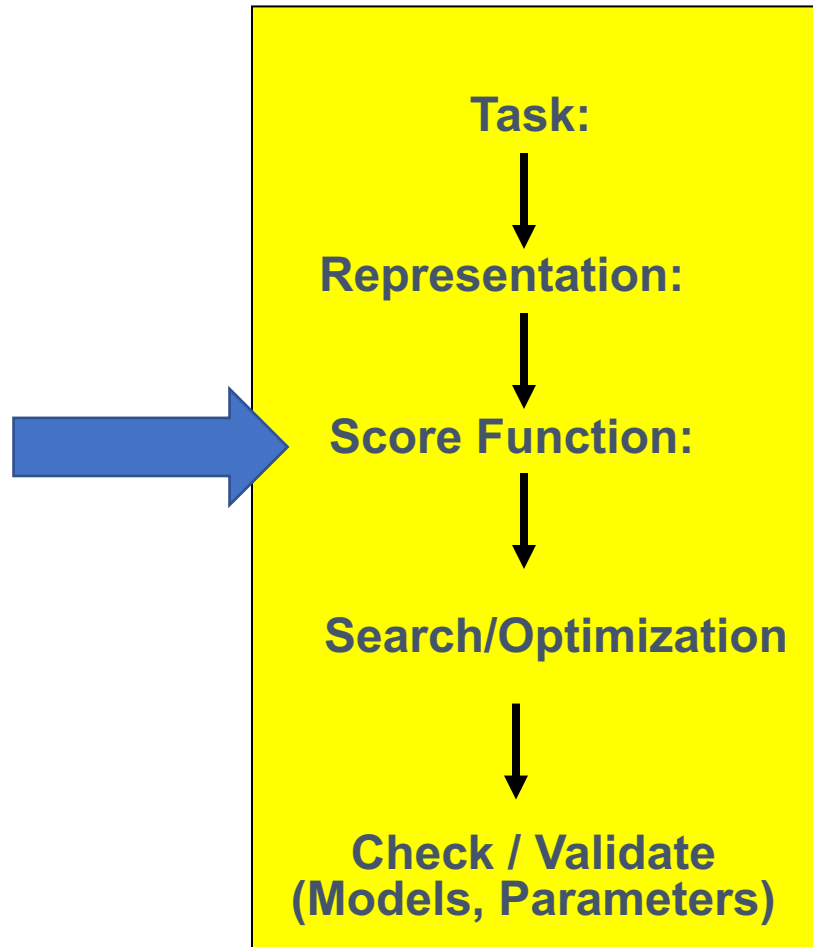 Task:
Representation:
Score Function:
Search/Optimization
Check / Validate
(Models, Parameters)